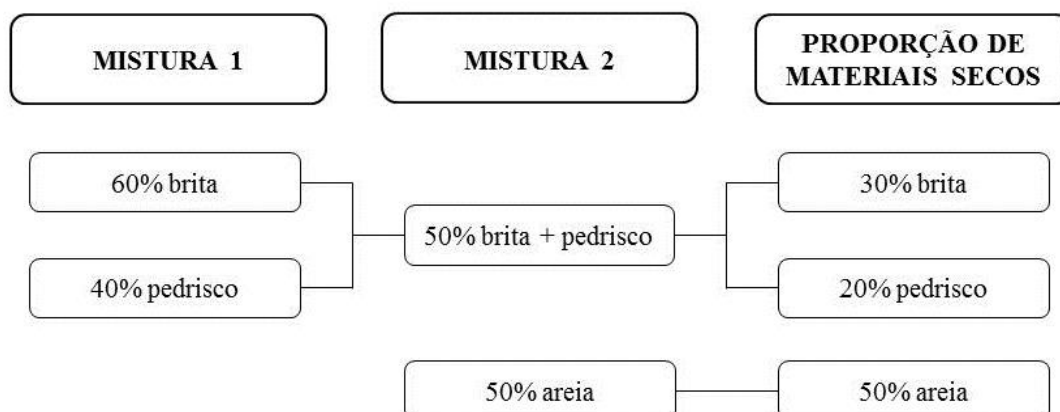 MISTURA 1
MISTURA 2
PROPORÇÃO DE
MATERIAIS SECOS
60% brita
40% pedrisco
50% brita + pedrisco
30% brita
20% pedrisco
50% areia
50% areia